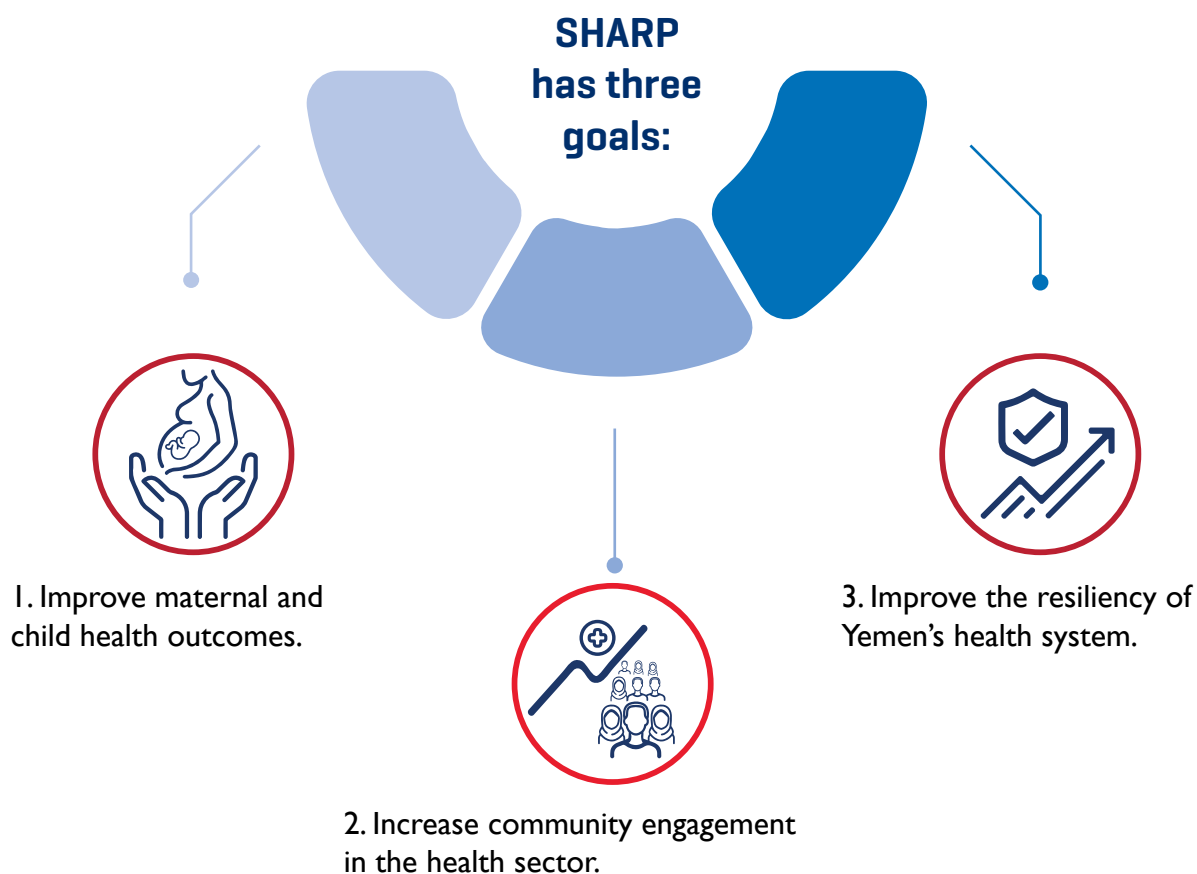 SHARP
has three
goals:
1. Improve maternal and
child health outcomes.
2. Increase community engagement
in the health sector.
3. Improve the resiliency of
Yemen’s health system.